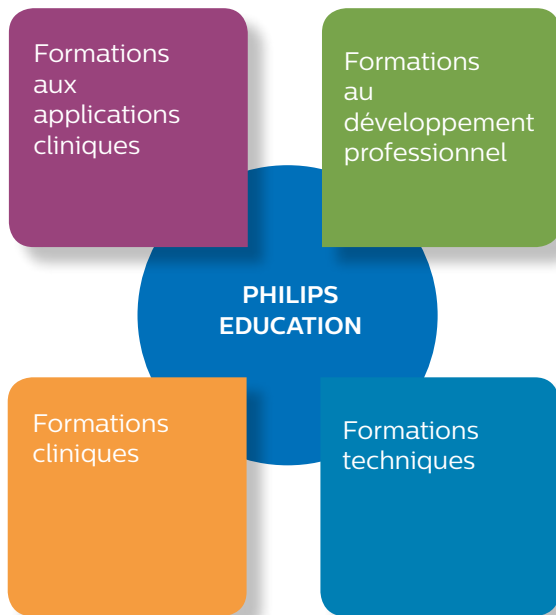 Formations
aux
applications
cliniques
Formations
au
développement
professionnel
PHILIPS
EDUCATION
Formations
cliniques
Formations
techniques